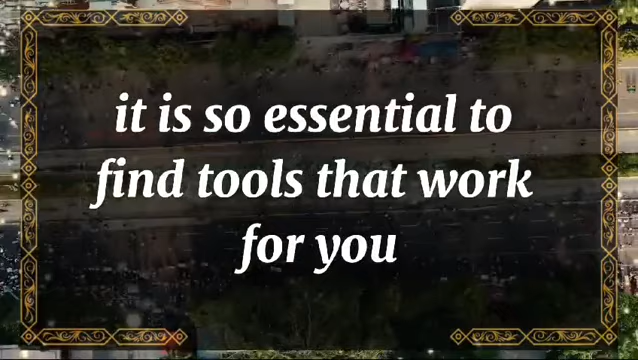 it is so essential to
find tools that work
for you